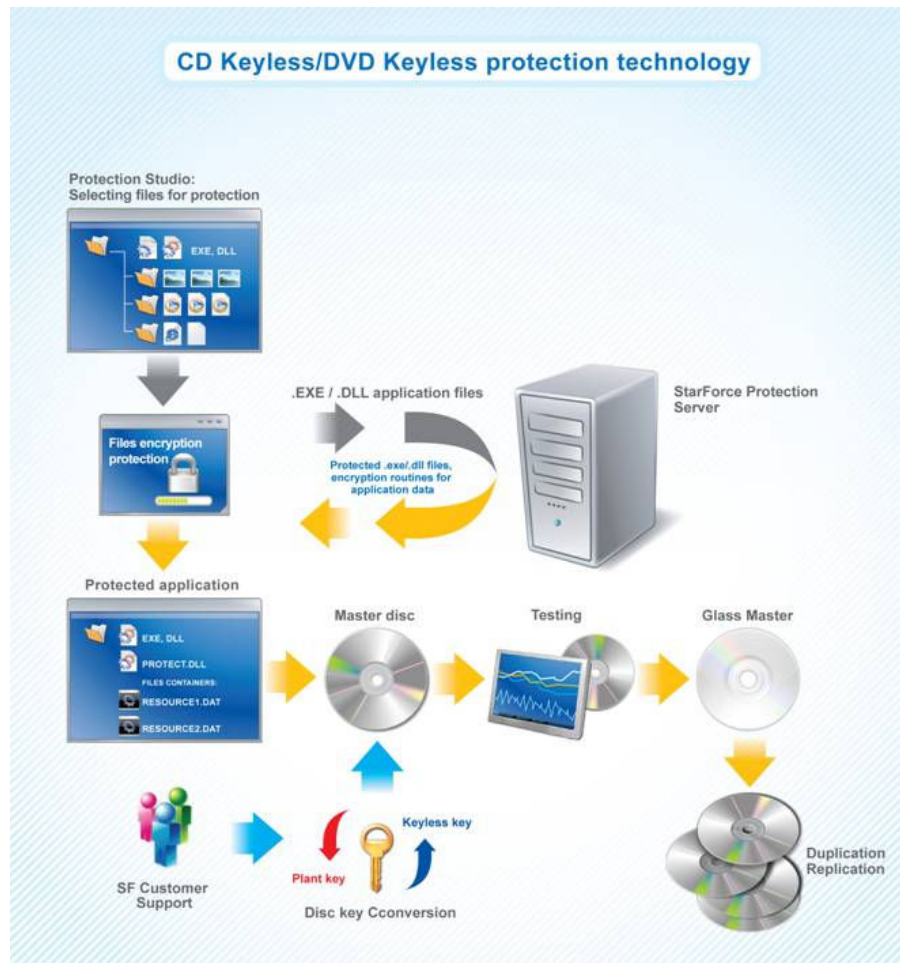 CD Keyless/DVD Keyless protection technology
Protection Studio:
Selecting files for protection
EXE, DLL
.EXE / .DLL application files
StarForce Protection
Server
Files encryption
protection
Protected .exe/.dll files,
encryption routines for
application data
Protected application
EXE, DLL
PROTECT.DLL
FILES CONTAINERS:
RESOURCE1.DAT
RESOURCE2.DAT
Master disc
Testing
Glass Master
SF Customer
Support
Plant key
Keyless key
Disc key Cconversion
Duplication
Replication